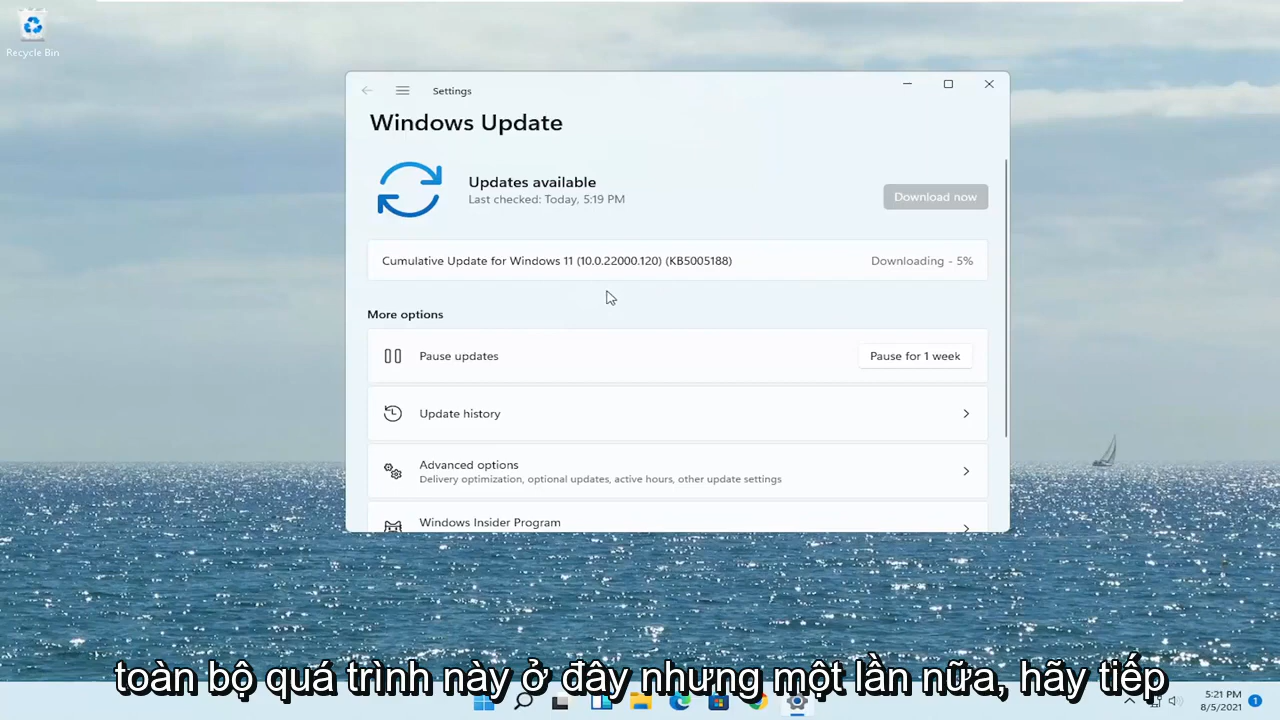 Recycle Bin
Settings
Windows Update
Updates available
Last checked: Today, 5:19 PM
Download now
Cumulative Update for Windows 11 (10.0.22000.120) (KB5005188)
Downloading - 5%
More options
Pause updates
Pause for 1 week
Update history
Advanced options
Delivery optimization, optional updates, active hours, other update settings
Windows Insider Program
toàn bộ quá trình này ở đây nhưng một lần nữa, hãy tiếp
5:21 PM
8/5/2021
1